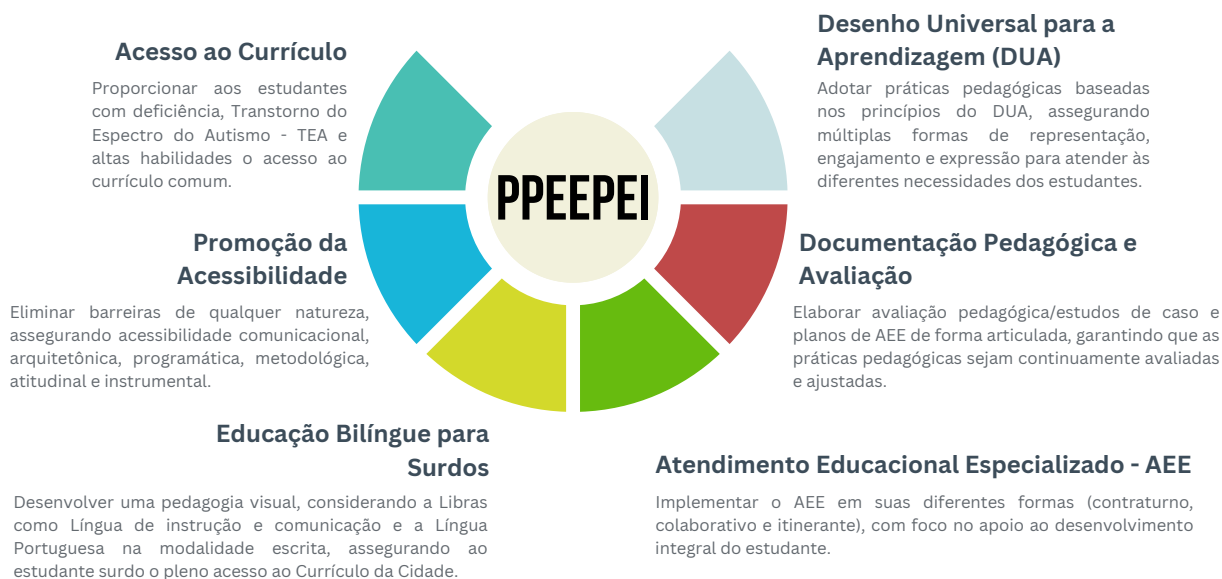 Acesso ao Currículo
Proporcionar aos estudantes
com deficiência, Transtorno do
Espectro do Autismo - TEA e
altas habilidades o acesso ao
currículo comum.
Promoção da
Acessibilidade
Eliminar barreiras de qualquer natureza,
assegurando acessibilidade comunicacional,
arquitetônica, programática, metodológica,
atitudinal e instrumental.
Educação Bilíngue para
Surdos
Desenvolver uma pedagogia visual, considerando a Libras
como Língua de instrução e comunicação e a Língua
Portuguesa na modalidade escrita, assegurando ao
estudante surdo o pleno acesso ao Currículo da Cidade.
PPEEPEI
Desenho Universal para a
Aprendizagem (DUA)
Adotar práticas pedagógicas baseadas
nos princípios do DUA, assegurando
múltiplas formas de representação,
engajamento e expressão para atender às
diferentes necessidades dos estudantes.
Documentação Pedagógica e
Avaliação
Elaborar avaliação pedagógica/estudos de caso e
planos de AEE de forma articulada, garantindo que as
práticas pedagógicas sejam continuamente avaliadas
e ajustadas.
Atendimento Educacional Especializado - AEE
Implementar o AEE em suas diferentes formas (contraturno,
colaborativo e itinerante), com foco no apoio ao desenvolvimento
integral do estudante.